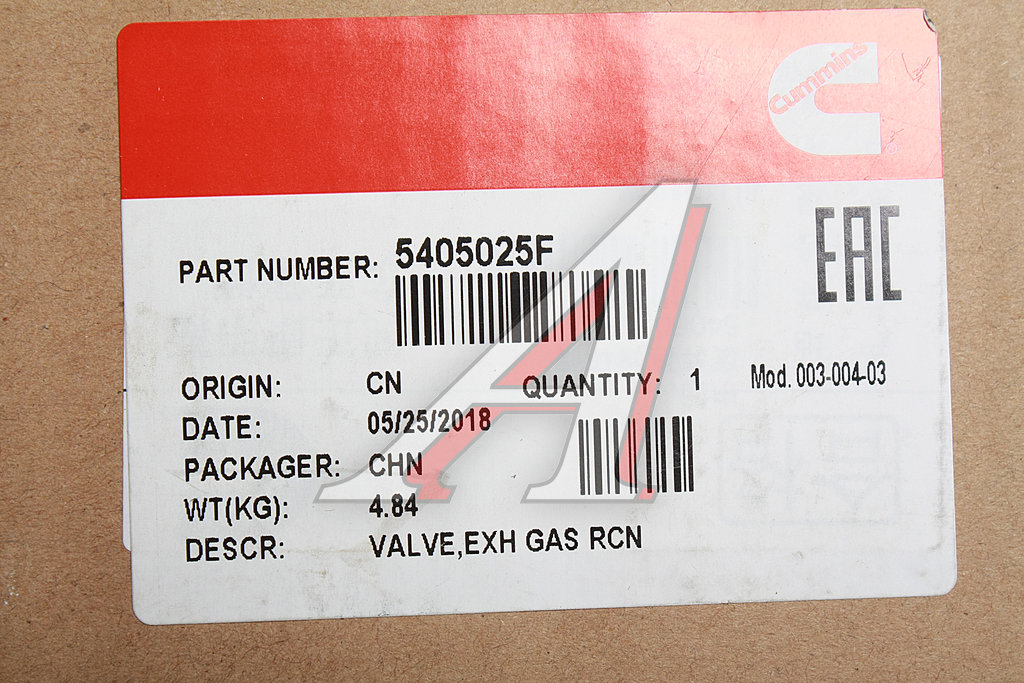 Cummins
EAC
PART NUMBER: 5405025F
ORIGIN: CN QUANTITY: 1 Mod. 003-004-03
DATE: 05/25/2018
PACKAGER: CHN
WT(KG): 4.84
DESCR: VALVE,EXH GAS RCN